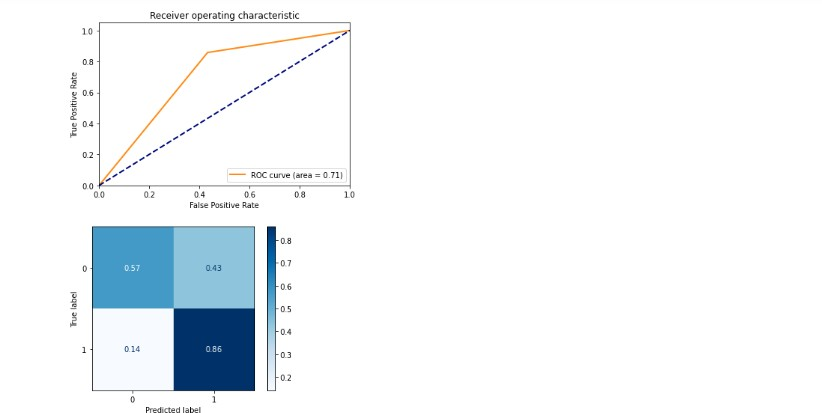 Receiver operating characteristic
True Positive Rate
1.0
0.8
0.6
0.4
0.2
0.0
ROC curve (area = 0.71)
0.0 0.2 0.4 0.6 0.8 1.0
False Positive Rate
True label
0
1
0.57 0.43
0.14 0.86
0 1
Predicted label
0.8
0.7
0.6
0.5
0.4
0.3
0.2